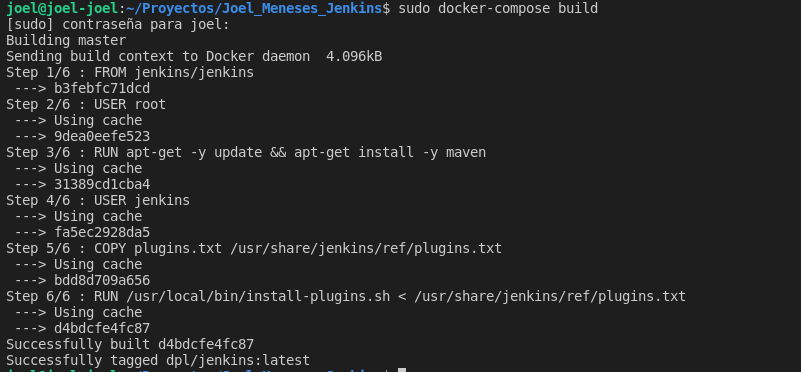 joel@joel-joel:~/Proyectos/Joel_Meneses_Jenkins$ sudo docker-compose build
[sudo] contraseña para joel:
Building master
Sending build context to Docker daemon  4.096kB
Step 1/6 : FROM jenkins/jenkins
 ---> b3febfc71dcd
Step 2/6 : USER root
 ---> Using cache
 ---> 9dea0eefe523
Step 3/6 : RUN apt-get -y update && apt-get install -y maven
 ---> Using cache
 ---> 31389cd1cba4
Step 4/6 : USER jenkins
 ---> Using cache
 ---> fa5ec2928da5
Step 5/6 : COPY plugins.txt /usr/share/jenkins/ref/plugins.txt
 ---> Using cache
 ---> bdd8d709a656
Step 6/6 : RUN /usr/local/bin/install-plugins.sh < /usr/share/jenkins/ref/plugins.txt
 ---> Using cache
 ---> d4bdcfe4fc87
Successfully built d4bdcfe4fc87
Successfully tagged dpl/jenkins:latest
joel@joel-joel:~/Proyectos/Joel_Meneses_Jenkins$